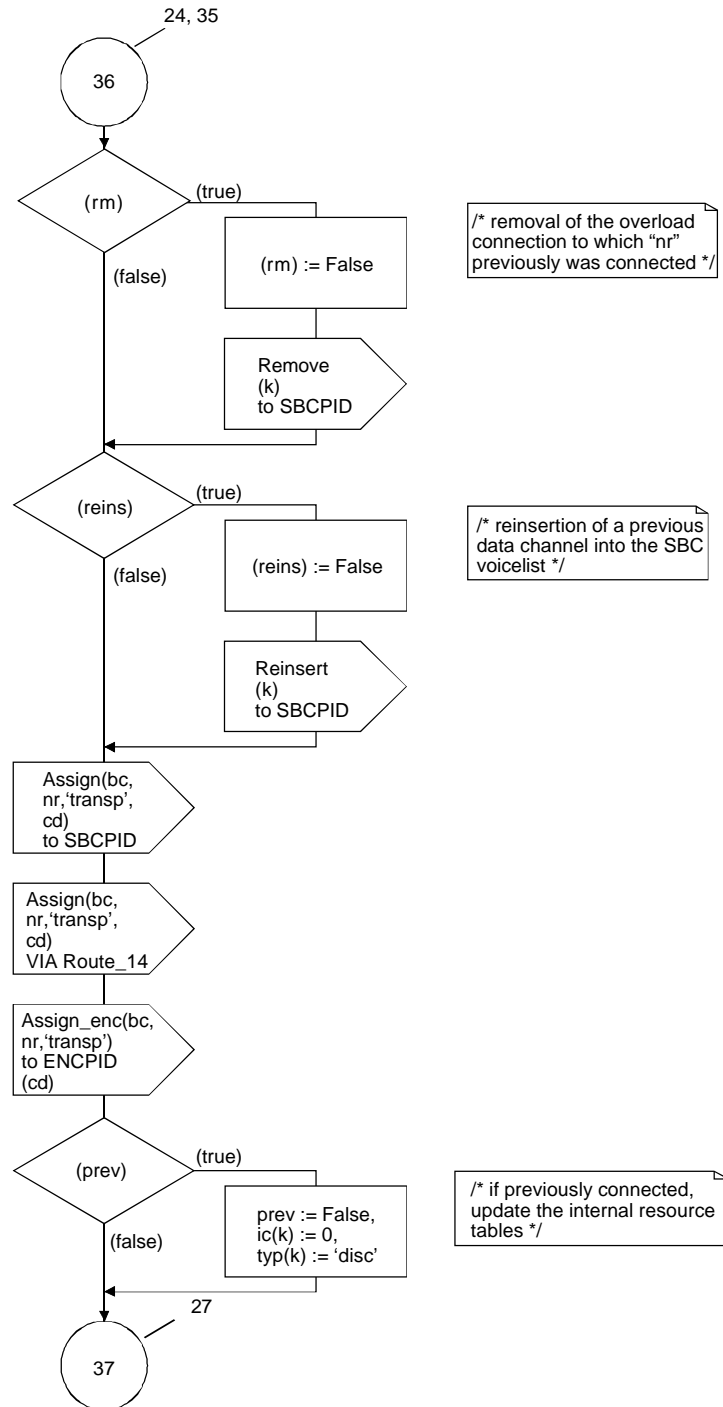 24, 35
36
(rm)
(true)
(false)
(rm) := False
/* removal of the overload
connection to which “nr”
previously was connected */
Remove
(k)
to SBCPID
(reins)
(true)
(false)
(reins) := False
/* reinsertion of a previous
data channel into the SBC
voicelist */
Reinsert
(k)
to SBCPID
Assign(bc,
nr,‘transp’,
cd)
to SBCPID
Assign(bc,
nr,‘transp’,
cd)
VIA Route_14
Assign_enc(bc,
nr,‘transp’)
to ENCPID
(cd)
(prev)
(true)
(false)
prev := False,
ic(k) := 0,
typ(k) := ‘disc’
/* if previously connected,
update the internal resource
tables */
27
37